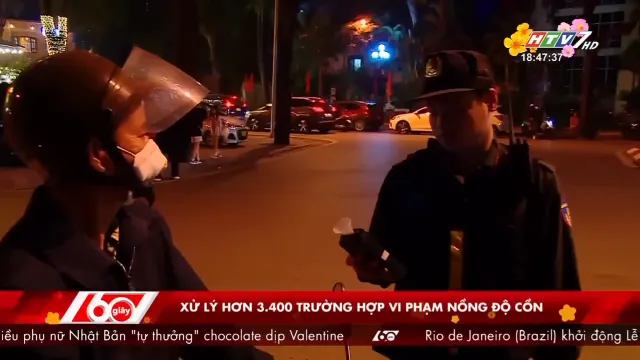 HTV7 HD
18:47:37
60 giây
XỬ LÝ HƠN 3.400 TRƯỜNG HỢP VI PHẠM NỒNG ĐỘ CỒN
iều phụ nữ Nhật Bản "tự thưởng" chocolate dịp Valentine 60 Rio de Janeiro (Brazil) khởi động Lễ